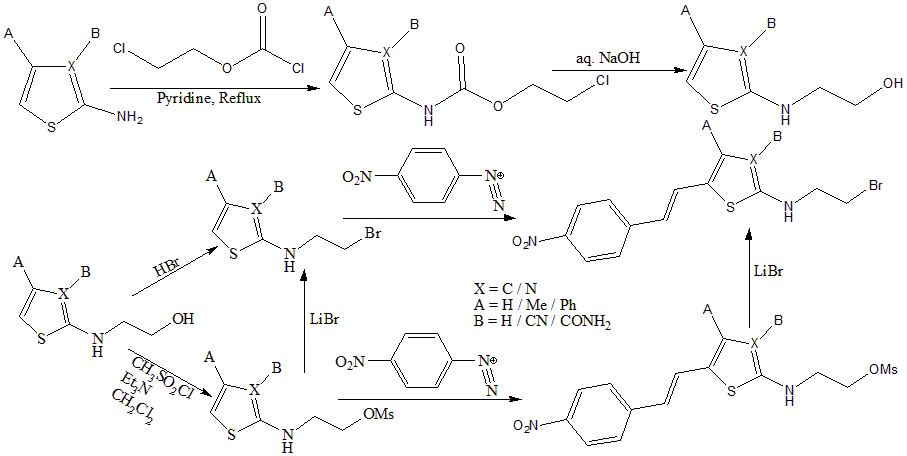 A
B
X
S
NH₂
Cl
O
O
Cl
Pyridine, Reflux
A
B
X
S
N
H
O
O
Cl
aq. NaOH
A
B
X
S
N
H
OH
A
B
X
S
N
H
OH
HBr
CH₃SO₂Cl
Et₃N
CH₂Cl₂
A
B
X
S
N
H
Br
LiBr
O₂N
N⊕
N
A
B
X
S
N
H
Br
O₂N
X = C / N
A = H / Me / Ph
B = H / CN / CONH₂
LiBr
A
B
X
S
N
H
OMs
O₂N
N⊕
N
A
B
X
S
N
H
OMs
O₂N